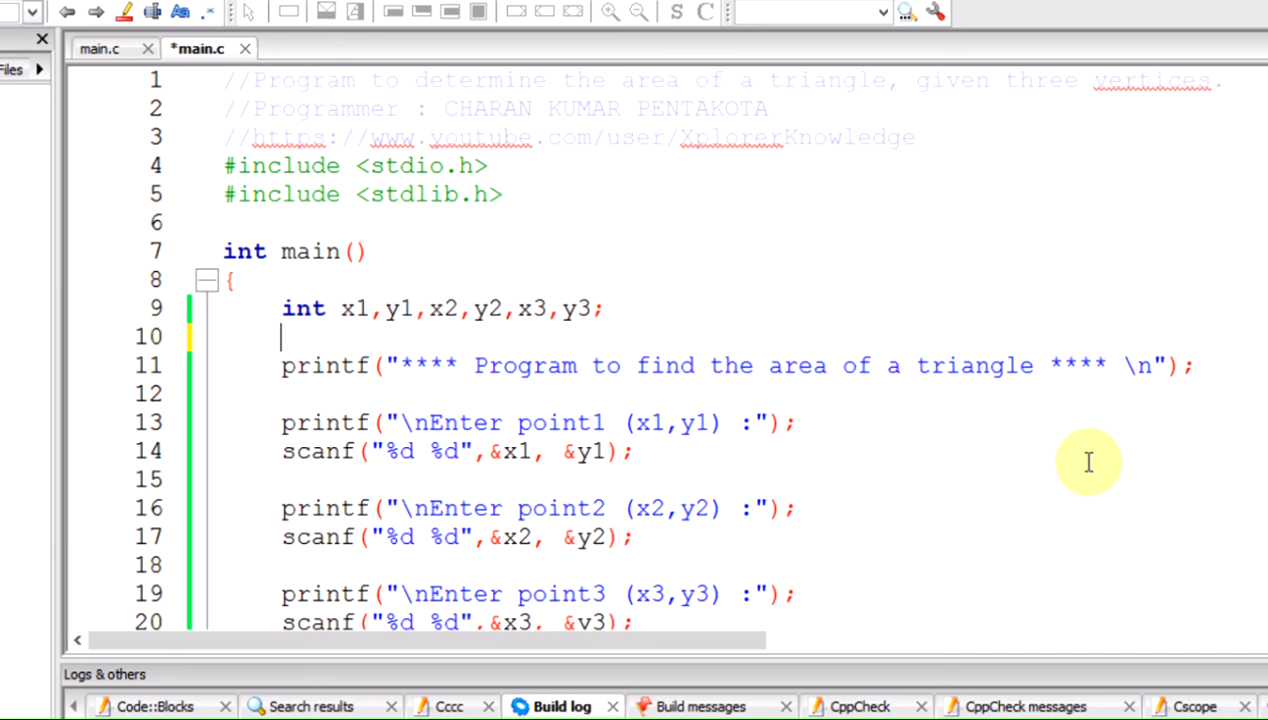 main.c
*main.c
Files
1 //Program to determine the area of a triangle, given three vertices.
2 //Programmer : CHARAN KUMAR PENTAKOTA
3 //https://www.youtube.com/user/XplorerKnowledge
4 #include <stdio.h>
5 #include <stdlib.h>
6
7 int main()
8 {
9 int x1,y1,x2,y2,x3,y3;
10
11 printf("**** Program to find the area of a triangle **** \n");
12
13 printf("\nEnter point1 (x1,y1) :");
14 scanf("%d %d",&x1, &y1);
15
16 printf("\nEnter point2 (x2,y2) :");
17 scanf("%d %d",&x2, &y2);
18
19 printf("\nEnter point3 (x3,y3) :");
20 scanf("%d %d",&x3, &y3);
Logs & others
Code::Blocks Search results Cccc Build log Build messages CppCheck CppCheck messages Cscope